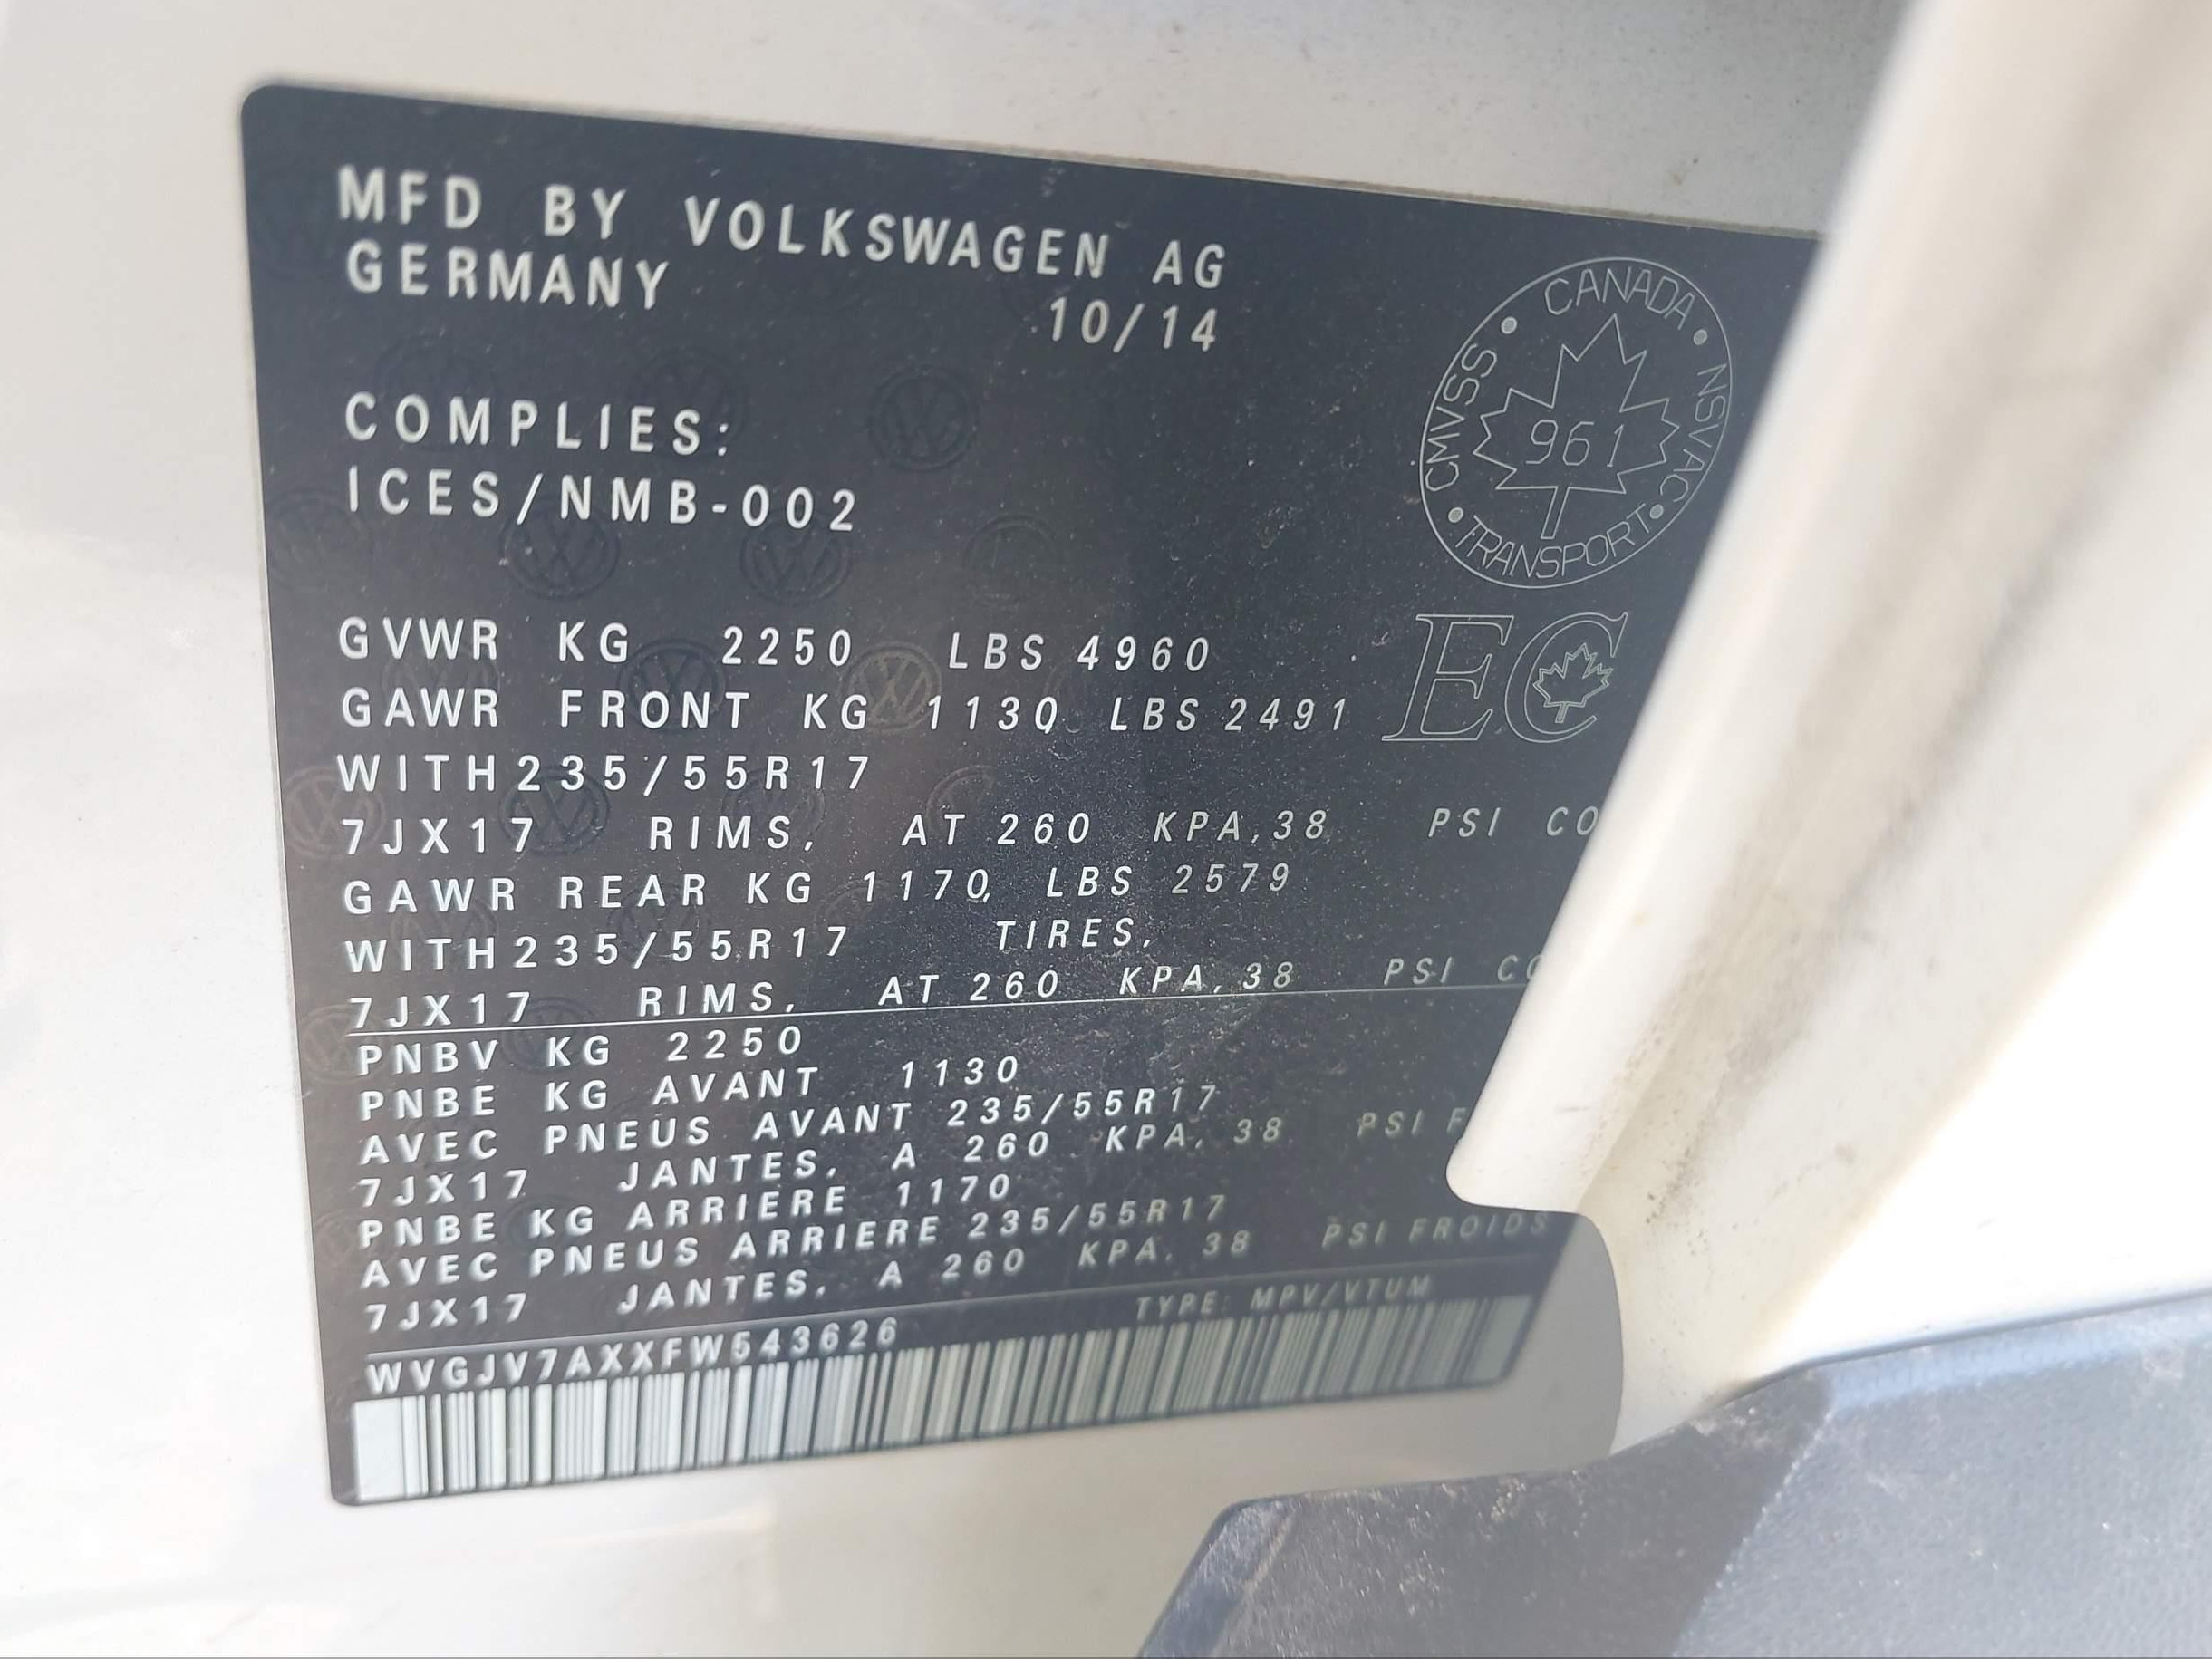 MFD BY VOLKSWAGEN AG
GERMANY
10/14
CANADA
CMVSS
NSVAC
TRANSPORT
961
COMPLIES:
ICES/NMB-002
EC
GVWR KG 2250 LBS 4960
GAWR FRONT KG 1130 LBS 2491
WITH235/55R17
7JX17 RIMS, AT 260 KPA,38 PSI CO
GAWR REAR KG 1170, LBS 2579
WITH235/55R17 TIRES,
7JX17 RIMS, AT 260 KPA,38 PSI CO
PNBV KG 2250
PNBE KG AVANT 1130
AVEC PNEUS AVANT 235/55R17
7JX17 JANTES, A 260 KPA, 38 PSI F
PNBE KG ARRIERE 1170
AVEC PNEUS ARRIERE 235/55R17
7JX17 JANTES, A 260 KPA. 38 PSI FROIDS
TYPE: MPV/VTUM
WVGJV7AXXFW543626